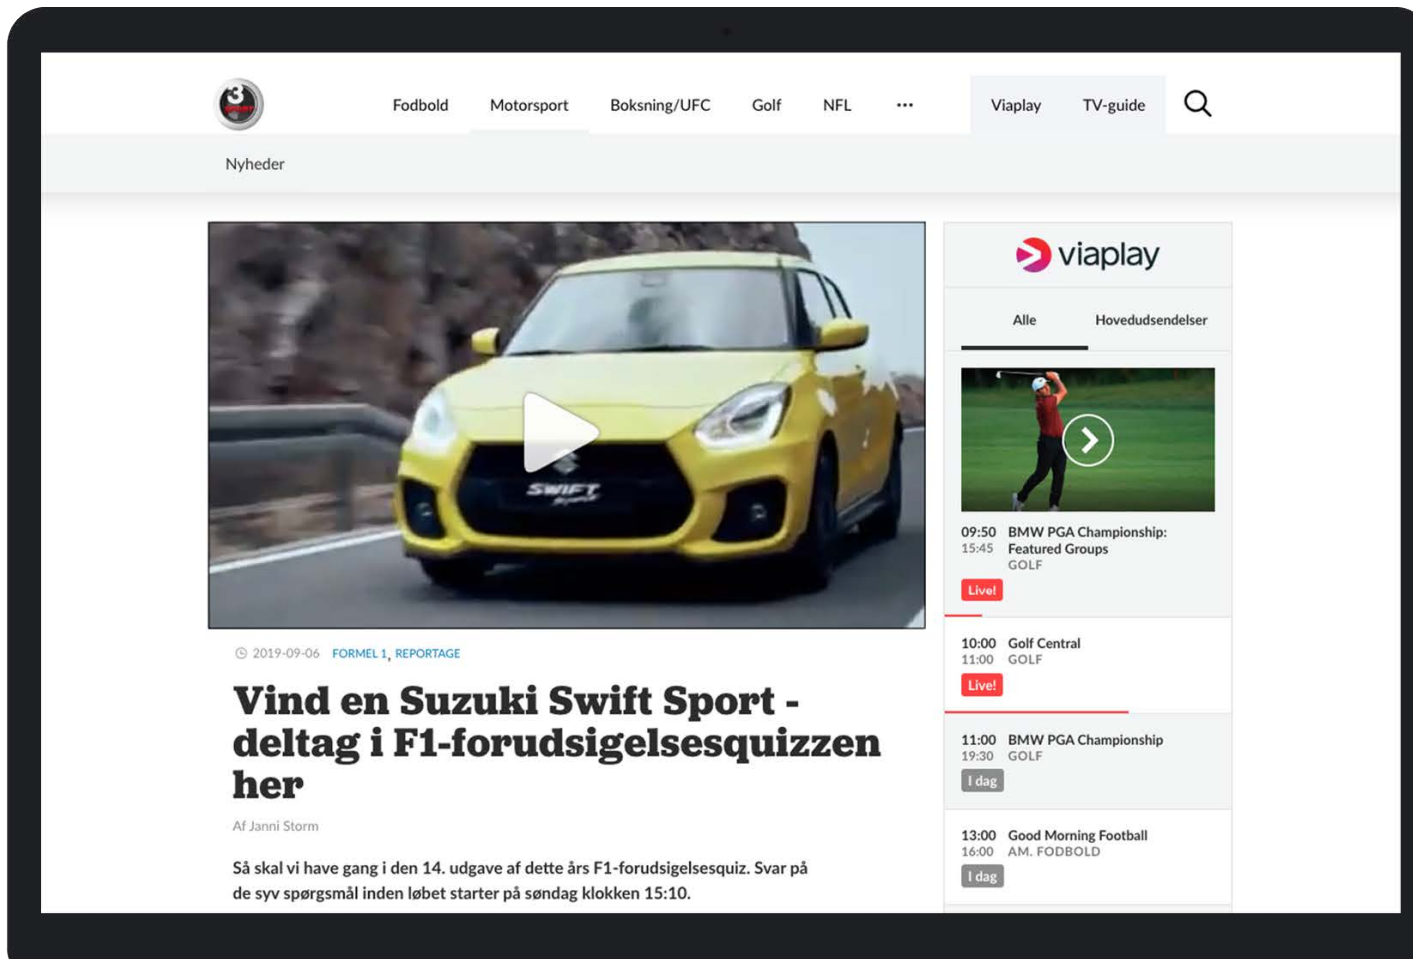 3
Fodbold Motorsport Boksning/UFC Golf NFL ... Viaplay TV-guide
Nyheder
SWIFT
Sport
2019-09-06 FORMEL 1, REPORTAGE
Vind en Suzuki Swift Sport -
deltag i F1-forudsigelsesquizzen
her
Af Janni Storm
Så skal vi have gang i den 14. udgave af dette års F1-forudsigelsesquiz. Svar på
de syv spørgsmål inden løbet starter på søndag klokken 15:10.
viaplay
Alle Hovedudsendelser
09:50 BMW PGA Championship:
15:45 Featured Groups
GOLF
Live!
10:00 Golf Central
11:00 GOLF
Live!
11:00 BMW PGA Championship
19:30 GOLF
I dag
13:00 Good Morning Football
16:00 AM. FODBOLD
I dag